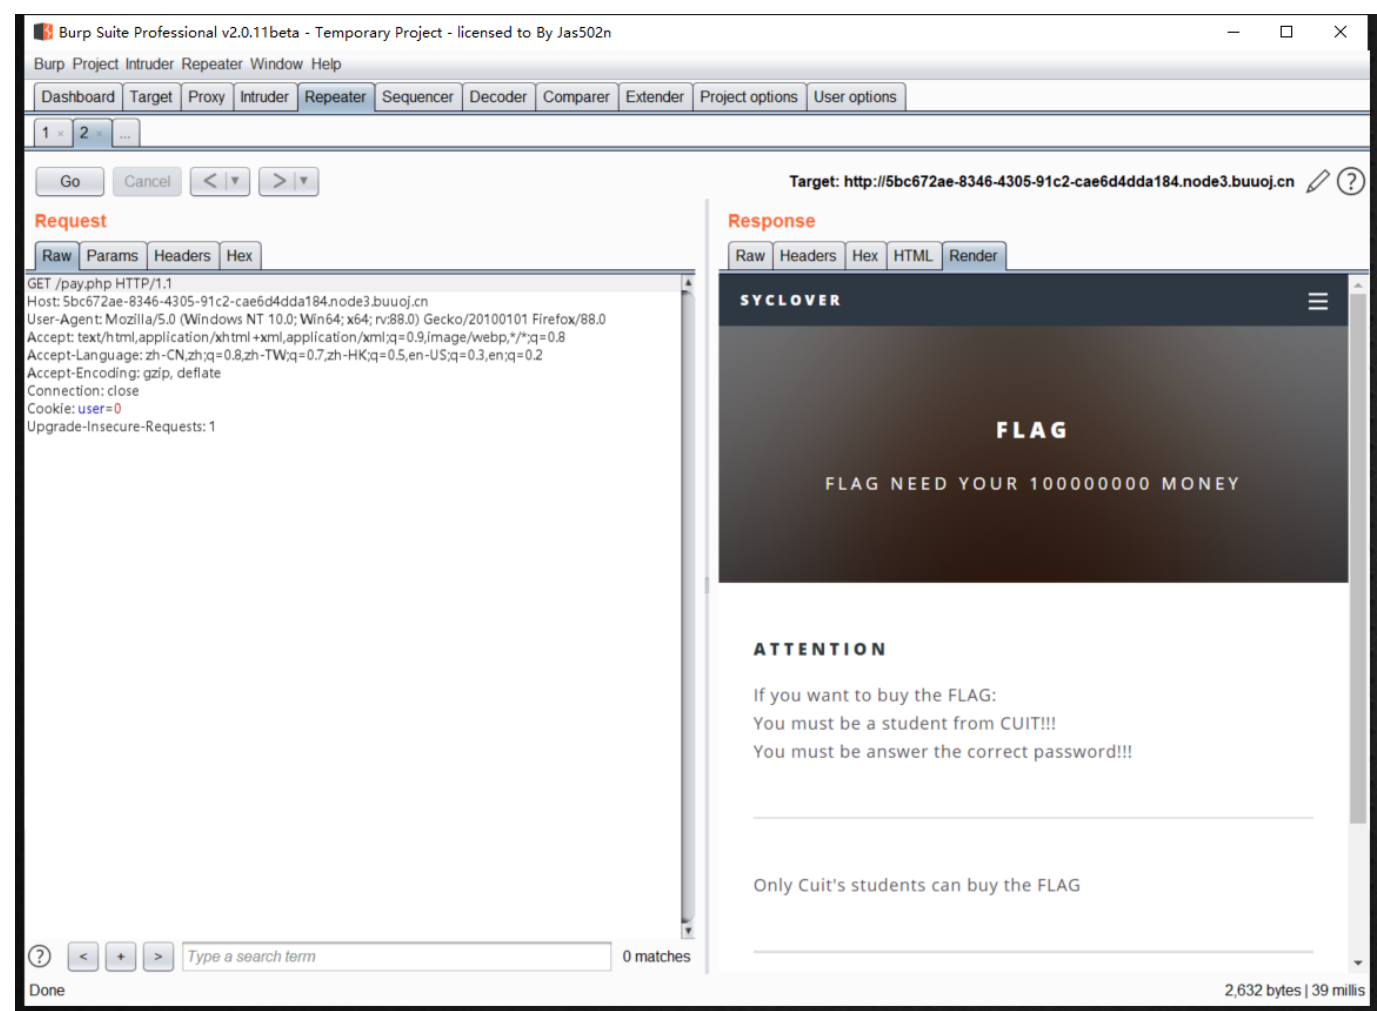 Burp Suite Professional v2.0.11beta - Temporary Project - licensed to By Jas502n
Burp Project Intruder Repeater Window Help
Dashboard Target Proxy Intruder Repeater Sequencer Decoder Comparer Extender Project options User options
1 × 2 × ...
Go Cancel < ▼ > ▼ Target: http://5bc672ae-8346-4305-91c2-cae6d4dda184.node3.buuoj.cn ?
Request
Raw Params Headers Hex
GET /pay.php HTTP/1.1
Host: 5bc672ae-8346-4305-91c2-cae6d4dda184.node3.buuoj.cn
User-Agent: Mozilla/5.0 (Windows NT 10.0; Win64; x64; rv:88.0) Gecko/20100101 Firefox/88.0
Accept: text/html,application/xhtml+xml,application/xml;q=0.9,image/webp,*/*;q=0.8
Accept-Language: zh-CN,zh;q=0.8,zh-TW;q=0.7,zh-HK;q=0.5,en-US;q=0.3,en;q=0.2
Accept-Encoding: gzip, deflate
Connection: close
Cookie: user=0
Upgrade-Insecure-Requests: 1
? < + > Type a search term 0 matches
Response
Raw Headers Hex HTML Render
SYCLOVER
FLAG
FLAG NEED YOUR 100000000 MONEY
ATTENTION
If you want to buy the FLAG:
You must be a student from CUIT!!!
You must be answer the correct password!!!
Only Cuit's students can buy the FLAG
Done 2,632 bytes | 39 millis